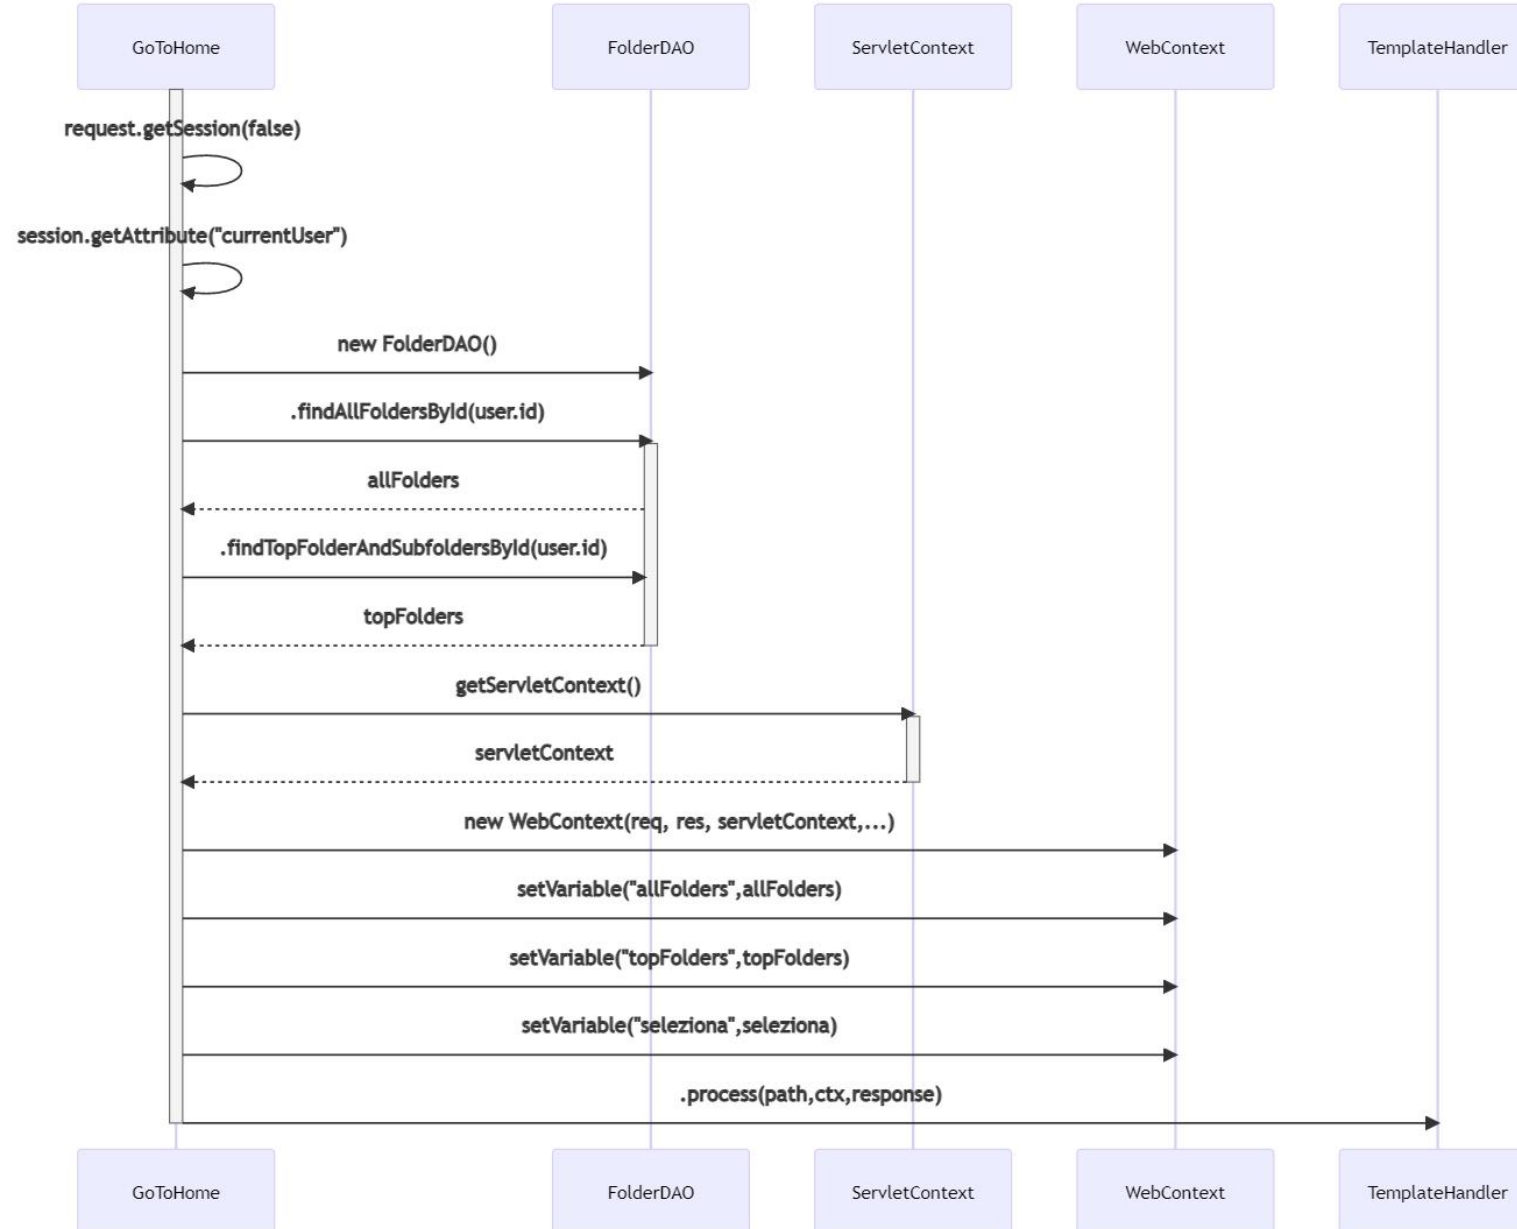 GoToHome
FolderDAO
ServletContext
WebContext
TemplateHandler
request.getSession(false)
session.getAttribute("currentUser")
new FolderDAO()
.findAllFoldersById(user.id)
allFolders
.findTopFolderAndSubfoldersById(user.id)
topFolders
getServletContext()
servletContext
new WebContext(req, res, servletContext,...)
setVariable("allFolders",allFolders)
setVariable("topFolders",topFolders)
setVariable("seleziona",seleziona)
.process(path,ctx,response)
GoToHome
FolderDAO
ServletContext
WebContext
TemplateHandler